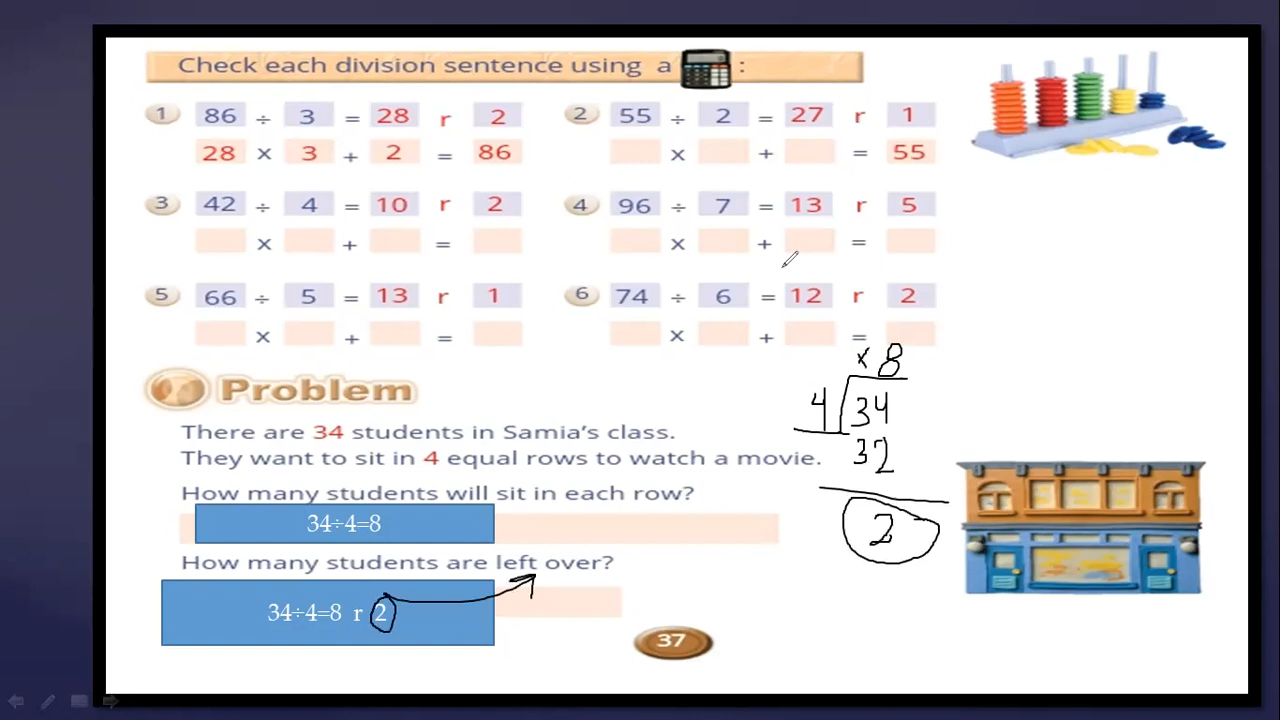 Check each division sentence using a :
1 86 ÷ 3 = 28 r 2
28 x 3 + 2 = 86
2 55 ÷ 2 = 27 r 1
x + = 55
3 42 ÷ 4 = 10 r 2
x + =
4 96 ÷ 7 = 13 r 5
x + =
5 66 ÷ 5 = 13 r 1
x + =
6 74 ÷ 6 = 12 r 2
x + =
Problem
There are 34 students in Samia's class.
They want to sit in 4 equal rows to watch a movie.
How many students will sit in each row?
34÷4=8
How many students are left over?
34÷4=8 r 2
x 8
4 34
32
2
37